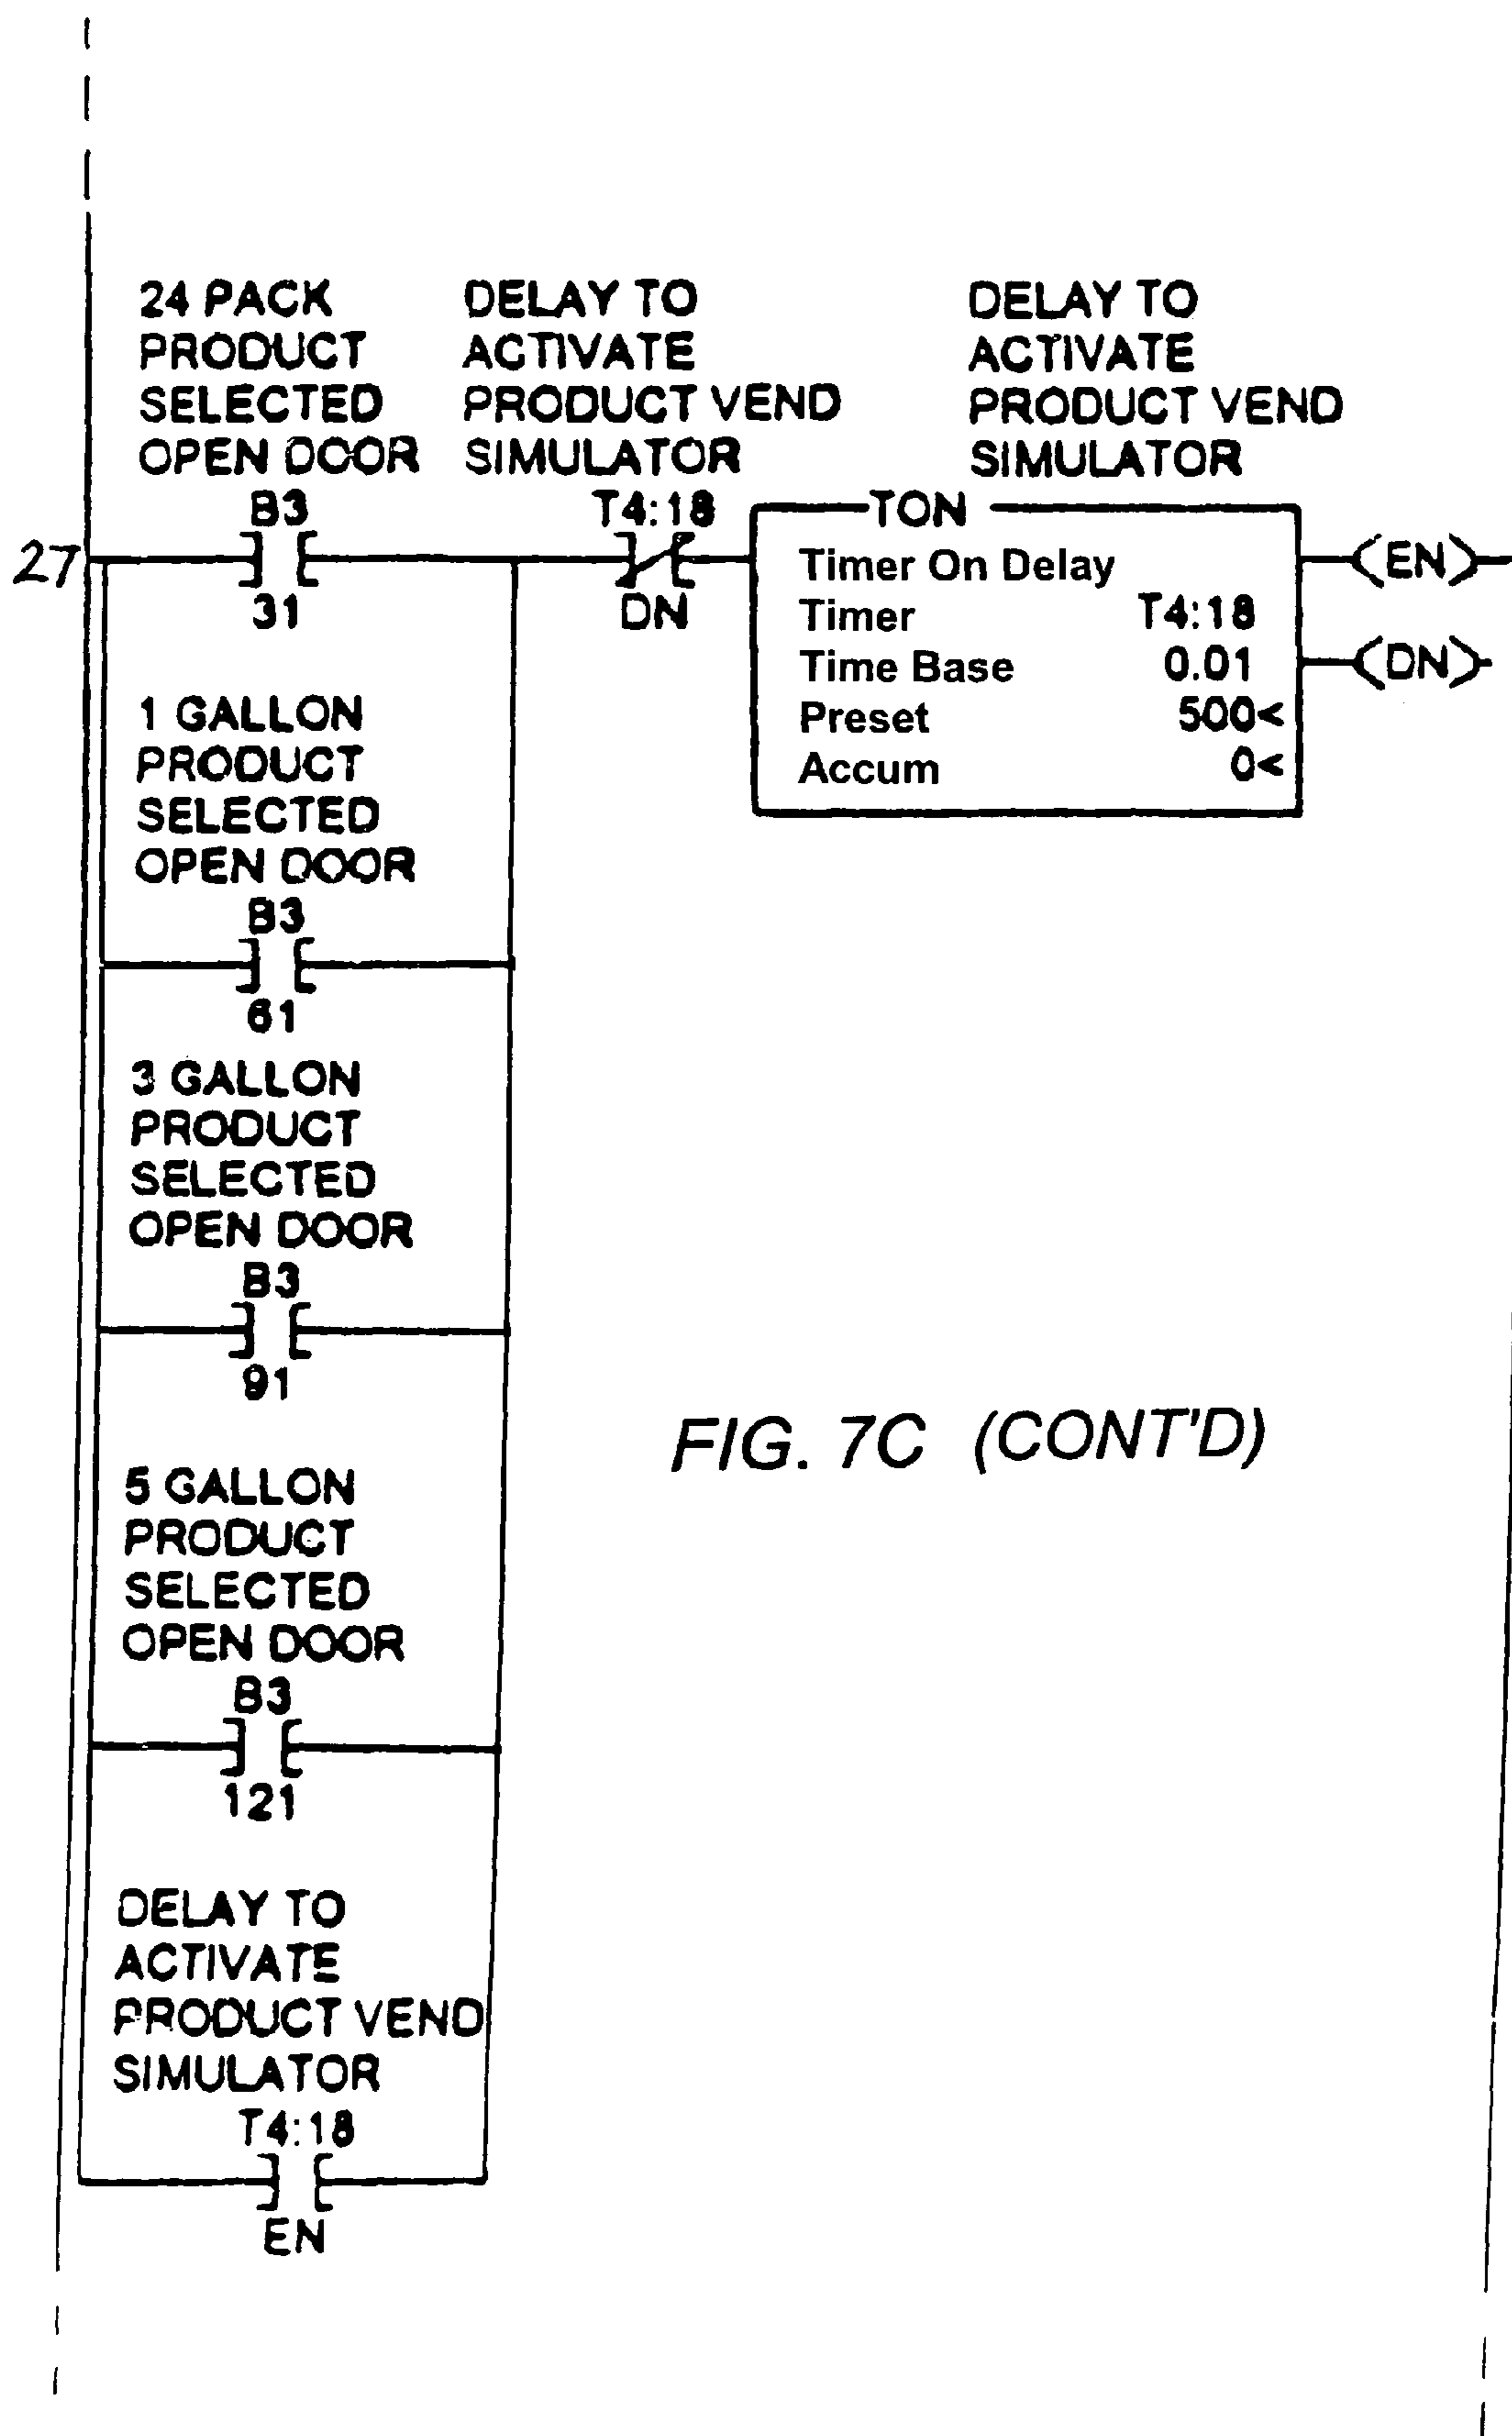 24 PACK
PRODUCT
SELECTED
OPEN DOOR
B3
31
DELAY TO
ACTIVATE
PRODUCT VEND
SIMULATOR
T4:18
DN
DELAY TO
ACTIVATE
PRODUCT VEND
SIMULATOR
TON
Timer On Delay
Timer T4:18
Time Base 0.01
Preset 500<
Accum 0<
(EN)
(DN)
27
1 GALLON
PRODUCT
SELECTED
OPEN DOOR
B3
61
3 GALLON
PRODUCT
SELECTED
OPEN DOOR
B3
91
5 GALLON
PRODUCT
SELECTED
OPEN DOOR
B3
121
DELAY TO
ACTIVATE
PRODUCT VEND
SIMULATOR
T4:18
EN
FIG. 7C (CONT'D)